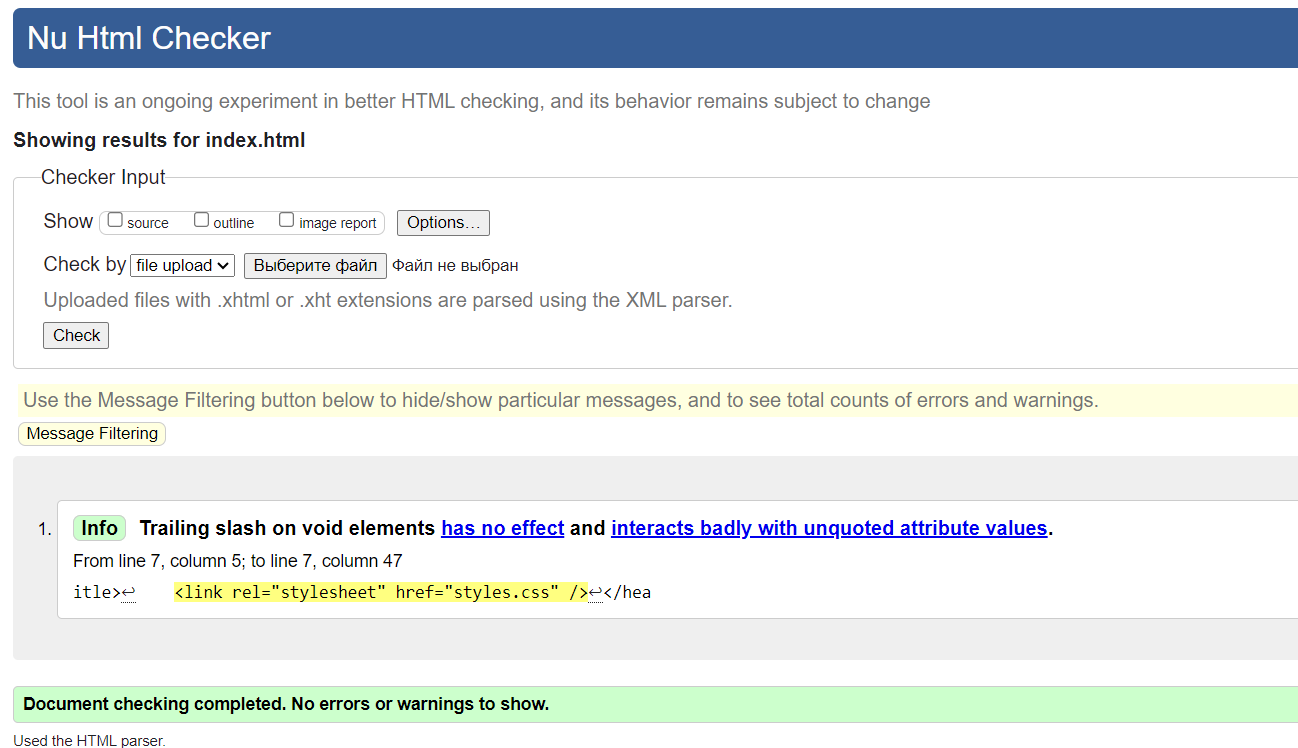 Nu Html Checker
This tool is an ongoing experiment in better HTML checking, and its behavior remains subject to change
Showing results for index.html
Checker Input
Show source outline image report Options...
Check by file upload Выберите файл Файл не выбран
Uploaded files with .xhtml or .xht extensions are parsed using the XML parser.
Check
Use the Message Filtering button below to hide/show particular messages, and to see total counts of errors and warnings.
Message Filtering
1. Info Trailing slash on void elements has no effect and interacts badly with unquoted attribute values.
From line 7, column 5; to line 7, column 47
itle>↩ <link rel="stylesheet" href="styles.css" />↩</hea
Document checking completed. No errors or warnings to show.
Used the HTML parser.